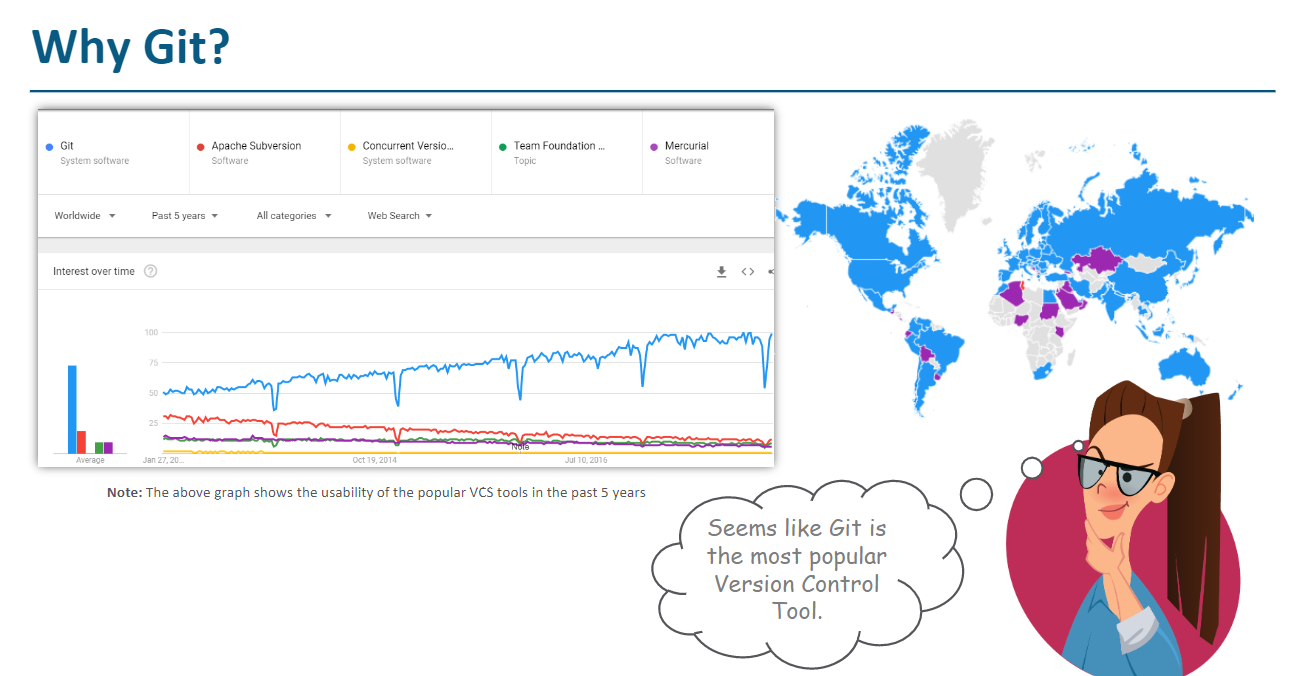 Why Git?
Git
System software
Apache Subversion
Software
Concurrent Versio...
System software
Team Foundation ...
Topic
Mercurial
Software
Worldwide
Past 5 years
All categories
Web Search
Interest over time
?
100
75
50
25
Average
Jan 27, 20...
Oct 19, 2014
Jul 10, 2016
Note
Note: The above graph shows the usability of the popular VCS tools in the past 5 years
Seems like Git is
the most popular
Version Control
Tool.